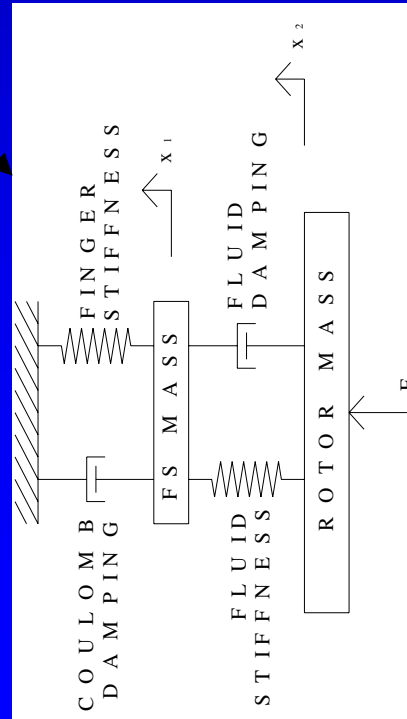 COULOMB
DAMPING
FINGER
STIFFNESS
x₁
FS MASS
FLUID
STIFFNESS
FLUID
DAMPING
x₂
ROTOR MASS
F